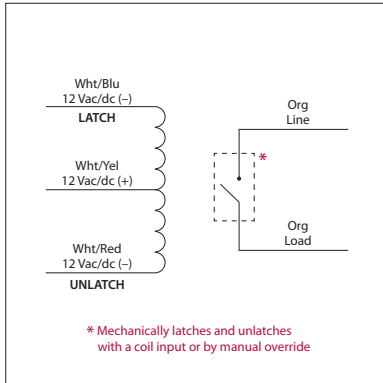 Wht/Blu
12 Vac/dc (–)
LATCH
Wht/Yel
12 Vac/dc (+)
Wht/Red
12 Vac/dc (–)
UNLATCH
Org
Line
*
Org
Load
* Mechanically latches and unlatches
with a coil input or by manual override